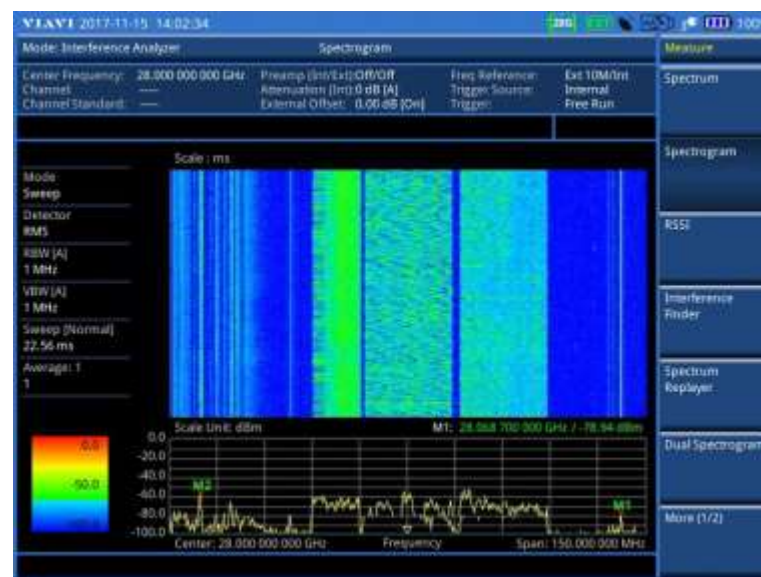 VIAVI 2017-11-15 14:02:34
100%
Mode: Interference Analyzer
Spectrogram
Measure
Center Frequency: 28.000 000 000 GHz
Channel: ----
Channel Standard: ----
Preamp (Int/Ext): Off/Off
Attenuation (Int): 0 dB [A]
External Offset: 0.00 dB [On]
Freq Reference: Ext 10M/Int
Trigger Source: Internal
Trigger: Free Run
Scale : ms
Mode
Sweep
Detector
RMS
RBW [A]
1 MHz
VBW [A]
1 MHz
Sweep [Normal]
22.56 ms
Average: 1
1
Scale Unit: dBm
M1: 28.068 700 000 GHz / -78.94 dBm
0.0
-50.0
0.0
-20.0
-40.0
-60.0
-80.0
-100.0
M2
M1
Center: 28.000 000 000 GHz
Frequency
Span: 150.000 000 MHz
Spectrum
Spectrogram
RSSI
Interference
Finder
Spectrum
Replayer
Dual Spectrogram
More (1/2)